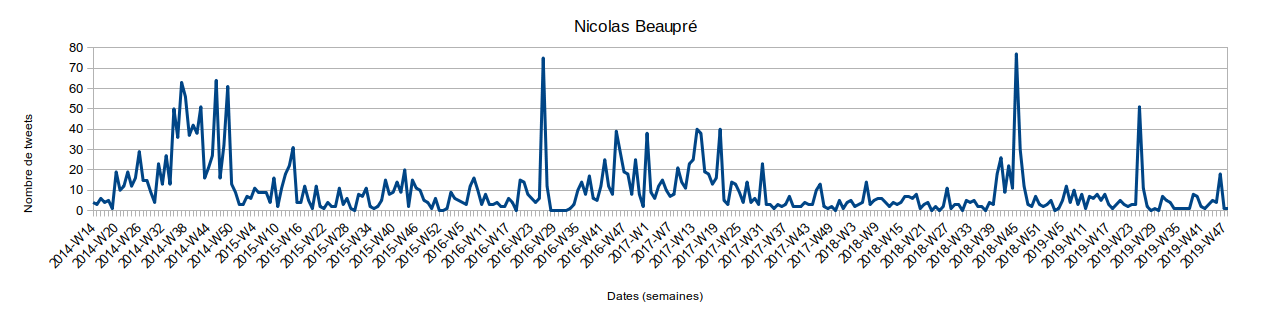 Nicolas Beaupré
Nombre de tweets
80
70
60
50
40
30
20
10
0
2014-W14
2014-W20
2014-W26
2014-W32
2014-W38
2014-W44
2014-W50
2015-W4
2015-W10
2015-W16
2015-W22
2015-W28
2015-W34
2015-W40
2015-W46
2015-W52
2016-W5
2016-W11
2016-W17
2016-W23
2016-W29
2016-W35
2016-W41
2016-W47
2017-W1
2017-W7
2017-W13
2017-W19
2017-W25
2017-W31
2017-W37
2017-W43
2017-W49
2018-W3
2018-W9
2018-W15
2018-W21
2018-W27
2018-W33
2018-W39
2018-W45
2018-W51
2019-W5
2019-W11
2019-W17
2019-W23
2019-W29
2019-W35
2019-W41
2019-W47
Dates (semaines)